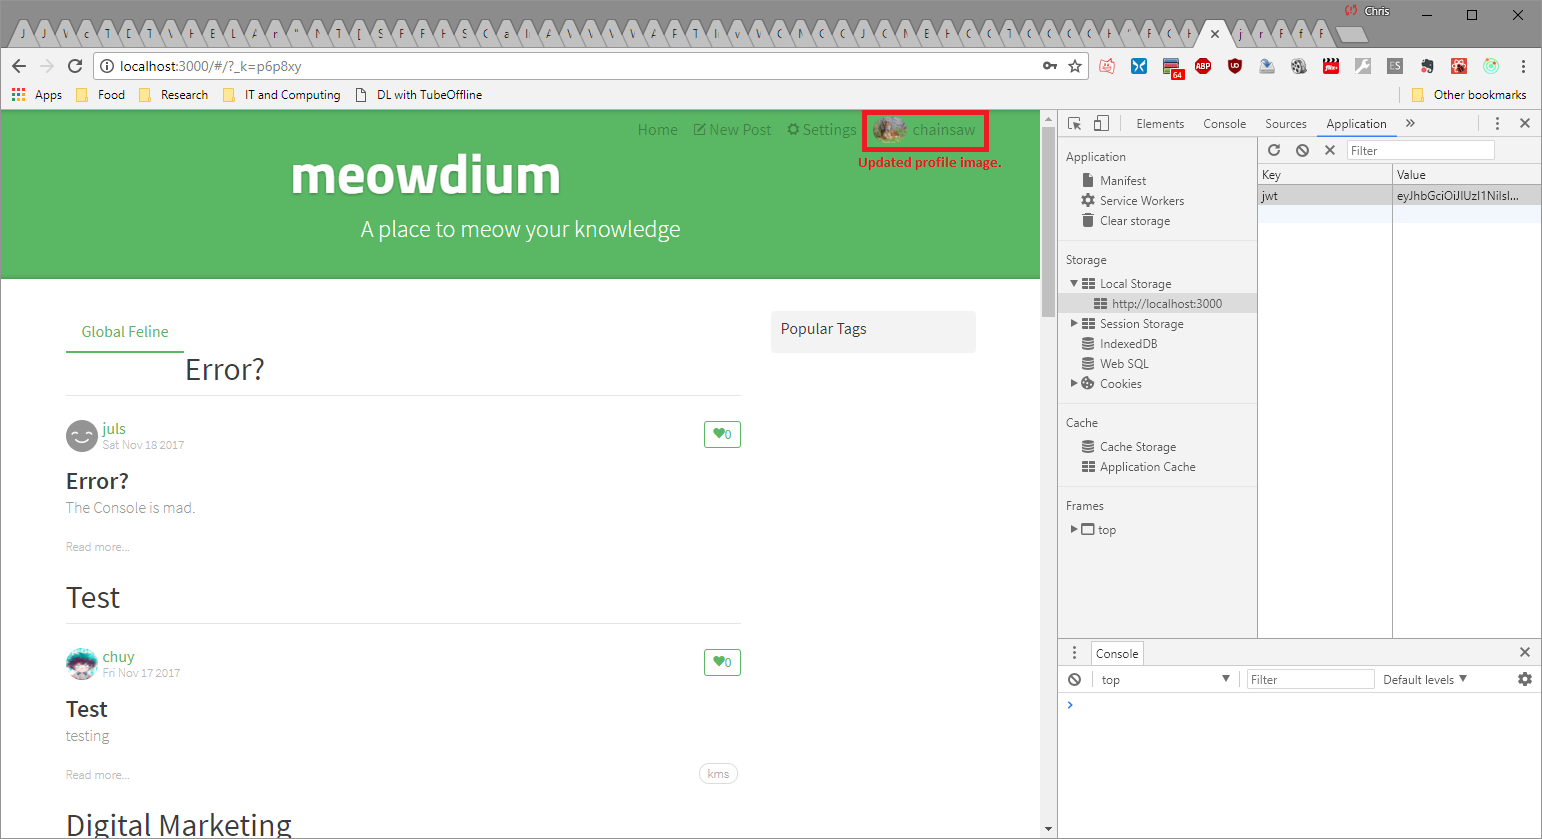 Chris
localhost:3000/#/?_k=p6p8xy
64
ABP
UD
ES
Apps Food Research IT and Computing DL with TubeOffline Other bookmarks
Home New Post Settings chainsaw
Updated profile image.
meowdium
A place to meow your knowledge
Global Feline
Error?
juls
Sat Nov 18 2017
0
Error?
The Console is mad.
Read more...
Test
chuy
Fri Nov 17 2017
0
Test
testing
Read more...
kms
Digital Marketing
Popular Tags
Elements Console Sources Application »
Application
Manifest
Service Workers
Clear storage
Storage
Local Storage
http://localhost:3000
Session Storage
IndexedDB
Web SQL
Cookies
Cache
Cache Storage
Application Cache
Frames
top
Filter
Key Value
jwt eyJhbGciOiJIUzI1NiIsI...
Console
top Filter Default levels